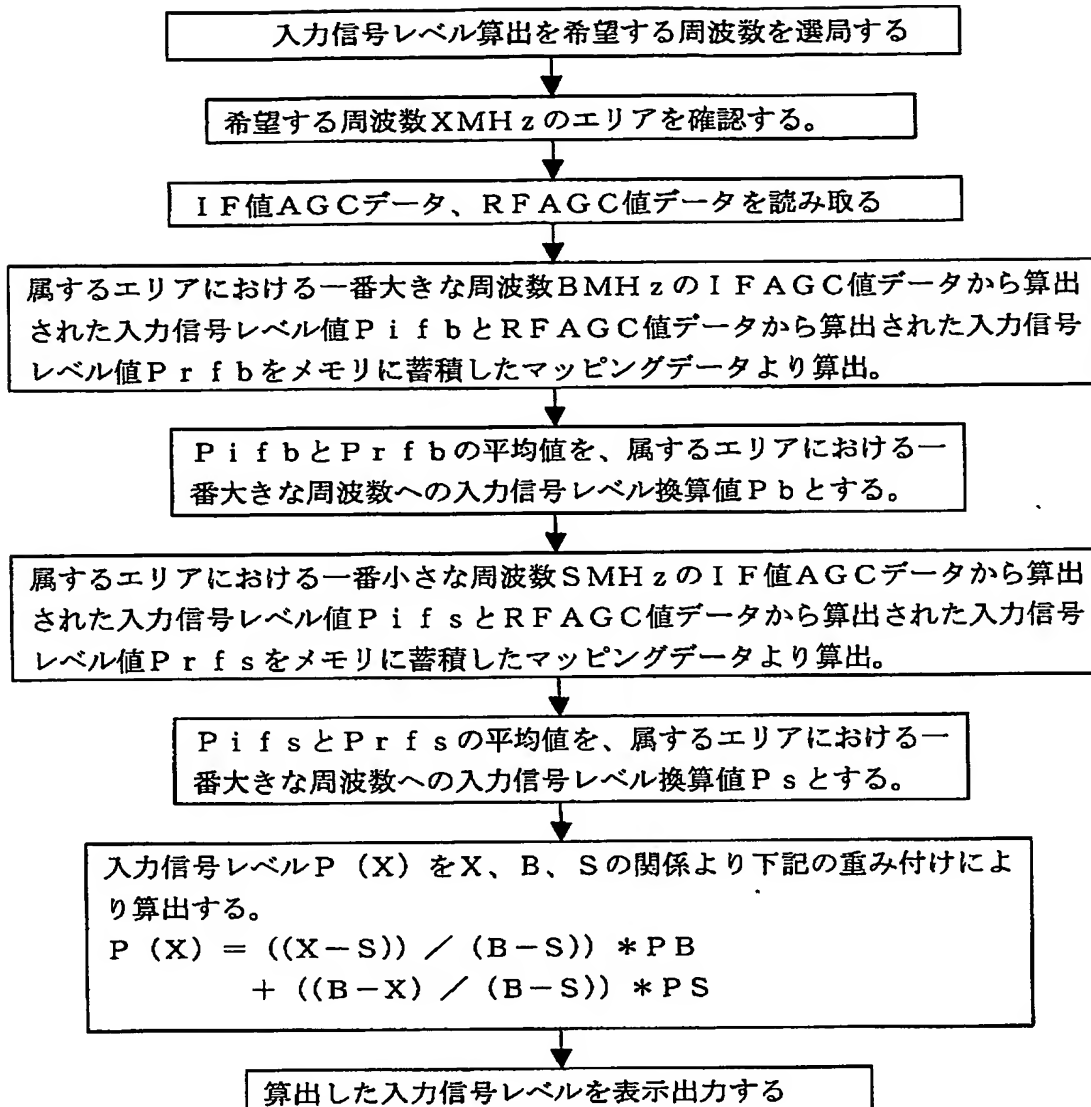 入力信号レベル算出を希望する周波数を選局する
希望する周波数XMHzのエリアを確認する。
IF値AGCデータ、RFAGC値データを読み取る
属するエリアにおける一番大きな周波数BMHzのIFAGC値データから算出
された入力信号レベル値PifbとRFAGC値データから算出された入力信号
レベル値Prfbをメモリに蓄積したマッピングデータより算出。
PifbとPrfbの平均値を、属するエリアにおける一
番大きな周波数への入力信号レベル換算値Pbとする。
属するエリアにおける一番小さな周波数SMHzのIF値AGCデータから算出
された入力信号レベル値PifsとRFAGC値データから算出された入力信号
レベル値Prfsをメモリに蓄積したマッピングデータより算出。
PifsとPrfsの平均値を、属するエリアにおける一
番大きな周波数への入力信号レベル換算値Psとする。
入力信号レベルP(X)をX、B、Sの関係より下記の重み付けによ
り算出する。
P(X)=((X-S))/(B-S))*PB
+((B-X)/(B-S))*PS
算出した入力信号レベルを表示出力する